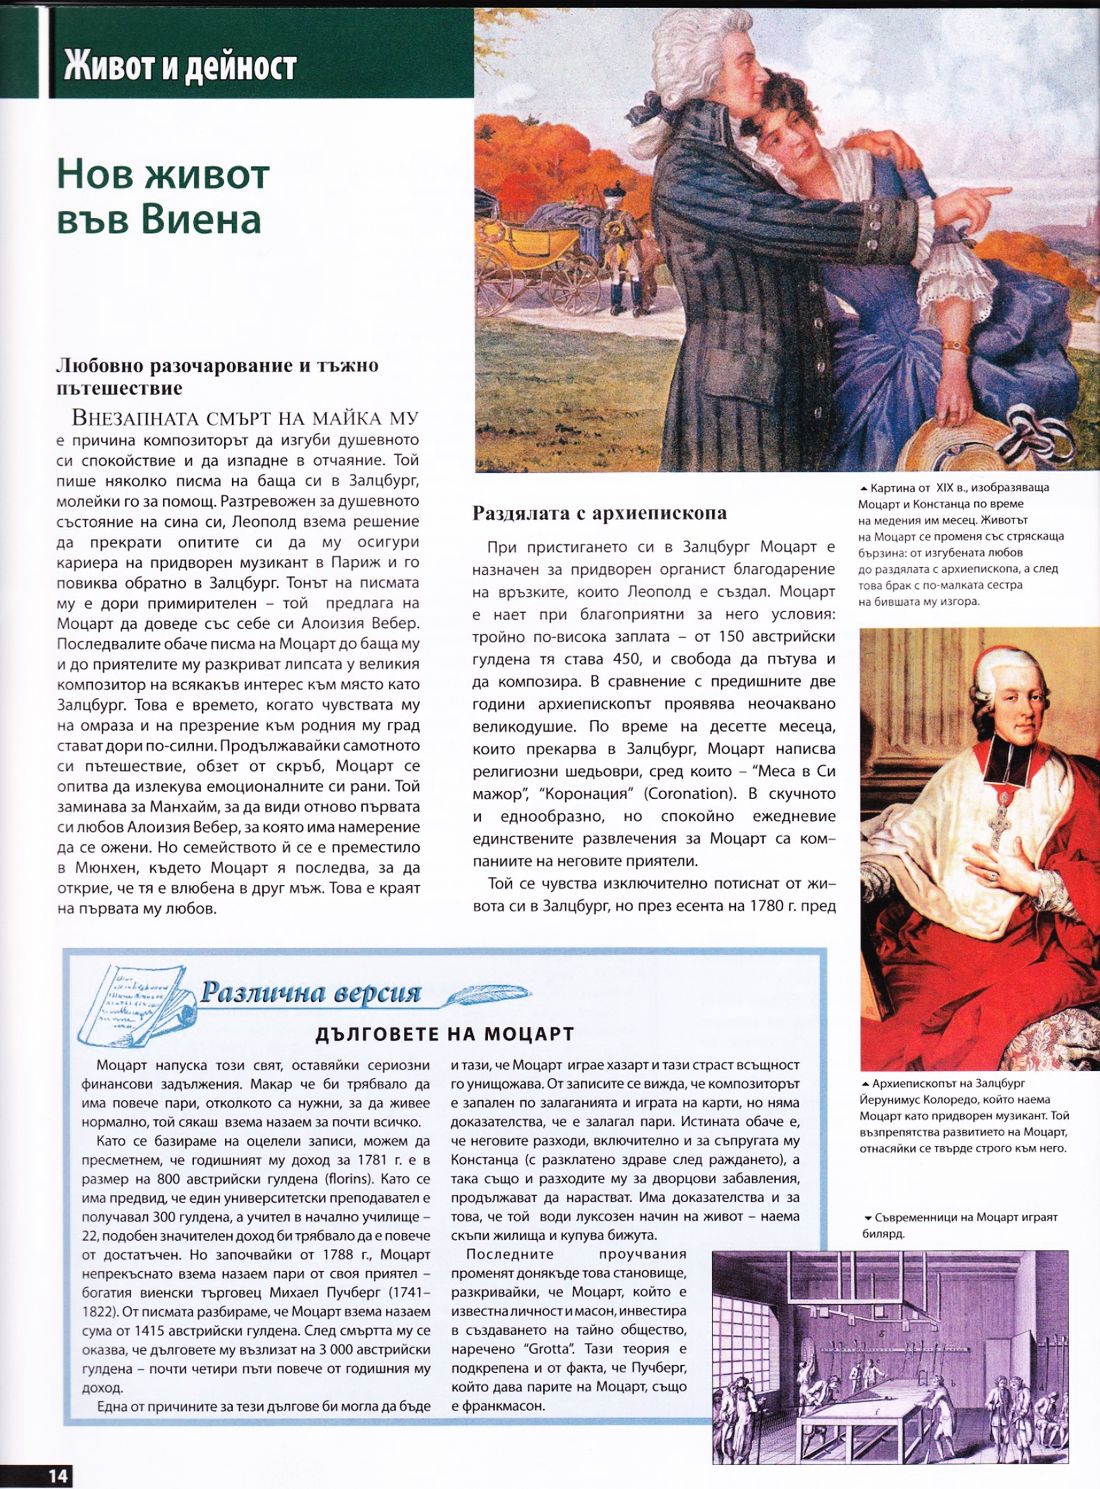 Живот и дейност
Нов живот
във Виена
Любовно разочарование и тъжно
пътешествие
Внезапната смърт на майка му
е причина композиторът да изгуби душевното
си спокойствие и да изпадне в отчаяние. Той
пише няколко писма на баща си в Залцбург,
молейки го за помощ. Разтревожен за душевното
състояние на сина си, Леополд взема решение
да прекрати опитите си да му осигури
кариера на придворен музикант в Париж и го
повиква обратно в Залцбург. Тонът на писмата
му е дори примирителен – той предлага на
Моцарт да доведе със себе си Алоизия Вебер.
Последвалите обаче писма на Моцарт до баща му
и до приятелите му разкриват липсата у великия
композитор на всякакъв интерес към място като
Залцбург. Това е времето, когато чувствата му
на омраза и на презрение към родния му град
стават дори по-силни. Продължавайки самотното
си пътешествие, обзет от скръб, Моцарт се
опитва да излекува емоционалните си рани. Той
заминава за Манхайм, за да види отново първата
си любов Алоизия Вебер, за която има намерение
да се ожени. Но семейството ѝ се е преместило
в Мюнхен, където Моцарт я последва, за да
открие, че тя е влюбена в друг мъж. Това е краят
на първата му любов.
Раздялата с архиепископа
При пристигането си в Залцбург Моцарт е
назначен за придворен органист благодарение
на връзките, които Леополд е създал. Моцарт
е нает при благоприятни за него условия:
тройно по-висока заплата – от 150 австрийски
гулдена тя става 450, и свобода да пътува и
да композира. В сравнение с предишните две
години архиепископът проявява неочаквано
великодушие. По време на десетте месеца,
които прекарва в Залцбург, Моцарт написва
религиозни шедьоври, сред които – “Меса в Си
мажор”, “Коронация” (Coronation). В скучното
и еднообразно, но спокойно ежедневие
единствените развлечения за Моцарт са ком–
паниите на неговите приятели.
Той се чувства изключително потиснат от жи–
вота си в Залцбург, но през есента на 1780 г. пред
Картина от XIX в., изобразяваща
Моцарт и Констанца по време
на медения им месец. Животът
на Моцарт се променя със стряскаща
бързина: от изгубената любов
до раздялата с архиепископа, а след
това брак с по-малката сестра
на бившата му изгора.
Архиепископът на Залцбург
Йерунимус Колоредо, който наема
Моцарт като придворен музикант. Той
възпрепятства развитието на Моцарт,
отнасяйки се твърде строго към него.
Съвременници на Моцарт играят
билярд.
Различна версия
ДЪЛГОВЕТЕ НА МОЦАРТ
Моцарт напуска този свят, оставяйки сериозни
финансови задължения. Макар че би трябвало да
има повече пари, отколкото са нужни, за да живее
нормално, той сякаш взема назаем за почти всичко.
Като се базираме на оцелели записи, можем да
пресметнем, че годишният му доход за 1781 г. е в
размер на 800 австрийски гулдена (florins). Като се
има предвид, че един университетски преподавател е
получавал 300 гулдена, а учител в начално училище –
22, подобен значителен доход би трябвало да е повече
от достатъчен. Но започвайки от 1788 г., Моцарт
непрекъснато взема назаем пари от своя приятел –
богатия виенски търговец Михаел Пучберг (1741–
1822). От писмата разбираме, че Моцарт взема назаем
сума от 1415 австрийски гулдена. След смъртта му се
оказва, че дълговете му възлизат на 3 000 австрийски
гулдена – почти четири пъти повече от годишния му
доход.
Една от причините за тези дългове би могла да бъде
и тази, че Моцарт играе хазарт и тази страст всъщност
го унищожава. От записите се вижда, че композиторът
е запален по залаганията и играта на карти, но няма
доказателства, че е залагал пари. Истината обаче е,
че неговите разходи, включително и за съпругата му
Констанца (с разклатено здраве след раждането), а
така също и разходите му за дворцови забавления,
продължават да нарастват. Има доказателства и за
това, че той води луксозен начин на живот – наема
скъпи жилища и купува бижута.
Последните проучвания
променят донякъде това становище,
разкривайки, че Моцарт, който е
известна личност и масон, инвестира
в създаването на тайно общество,
наречено “Grotta”. Тази теория е
подкрепена и от факта, че Пучберг,
който дава парите на Моцарт, също
е франкмасон.
14